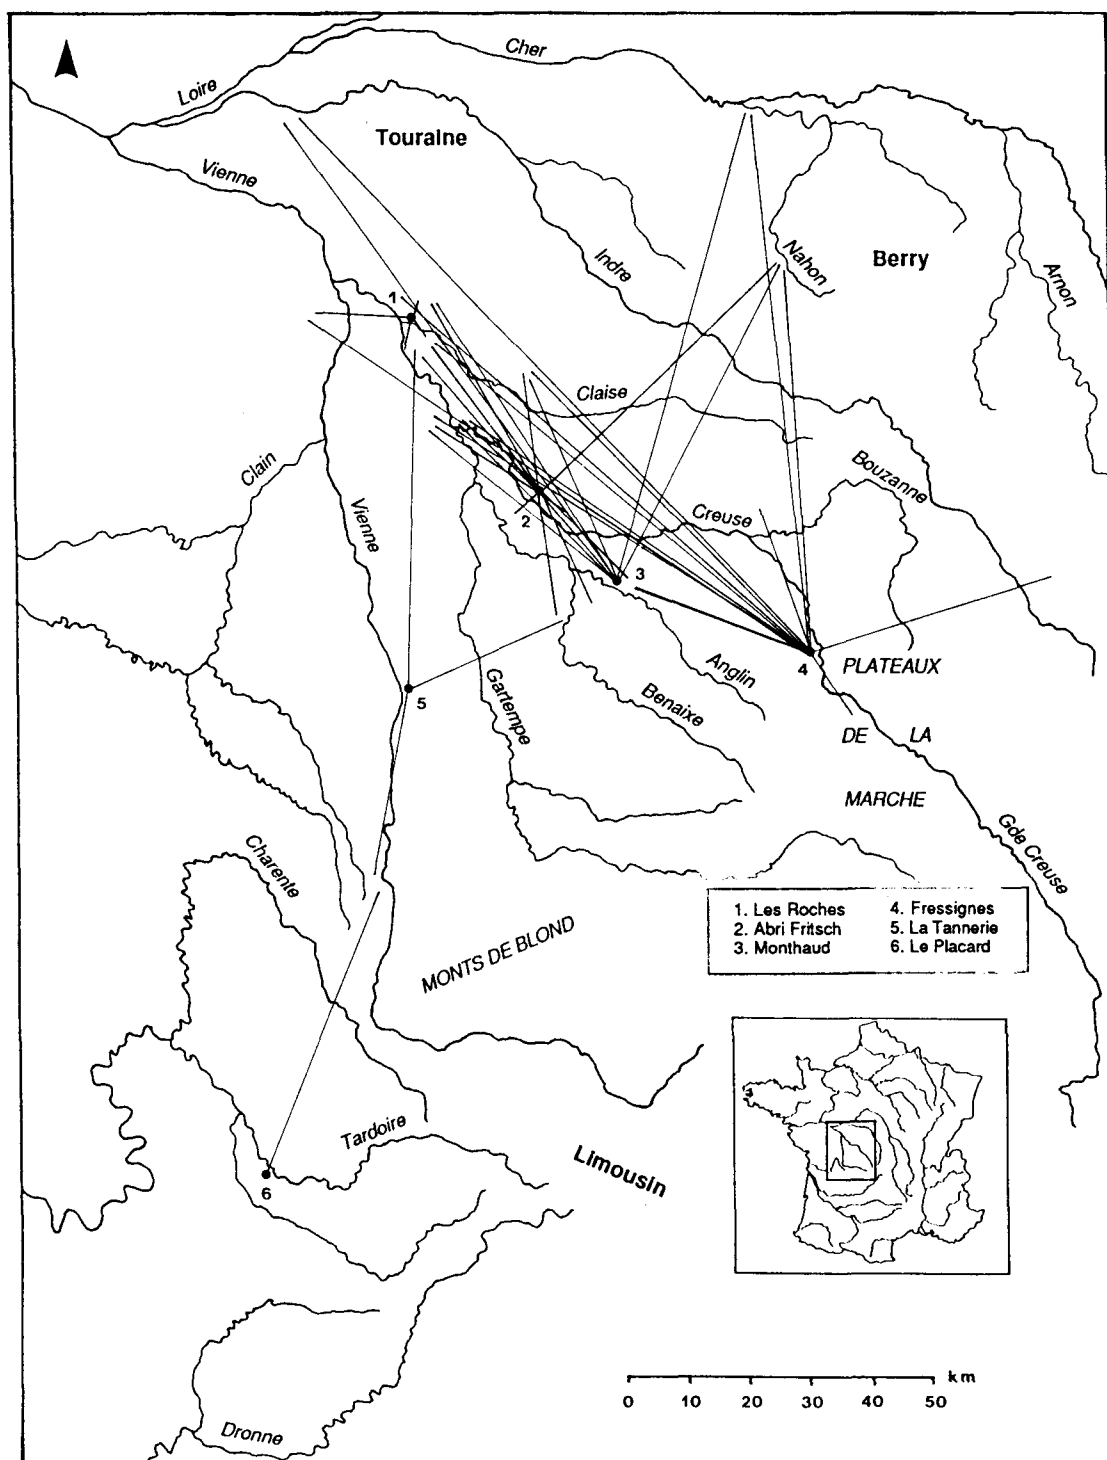 Cher
Loire
Touraine
Vienne
Indre
Nahon
Berry
Arnon
1
Claise
Clain
Vienne
Bouzanne
Creuse
2
3
4
PLATEAUX
Anglin
Benaixe
Gartempe
5
DE LA
MARCHE
Gde Creuse
Charente
1. Les Roches
2. Abri Fritsch
3. Monthaud
4. Fressignes
5. La Tannerie
6. Le Placard
MONTS DE BLOND
Tardoire
Limousin
6
km
0 10 20 30 40 50
Dronne